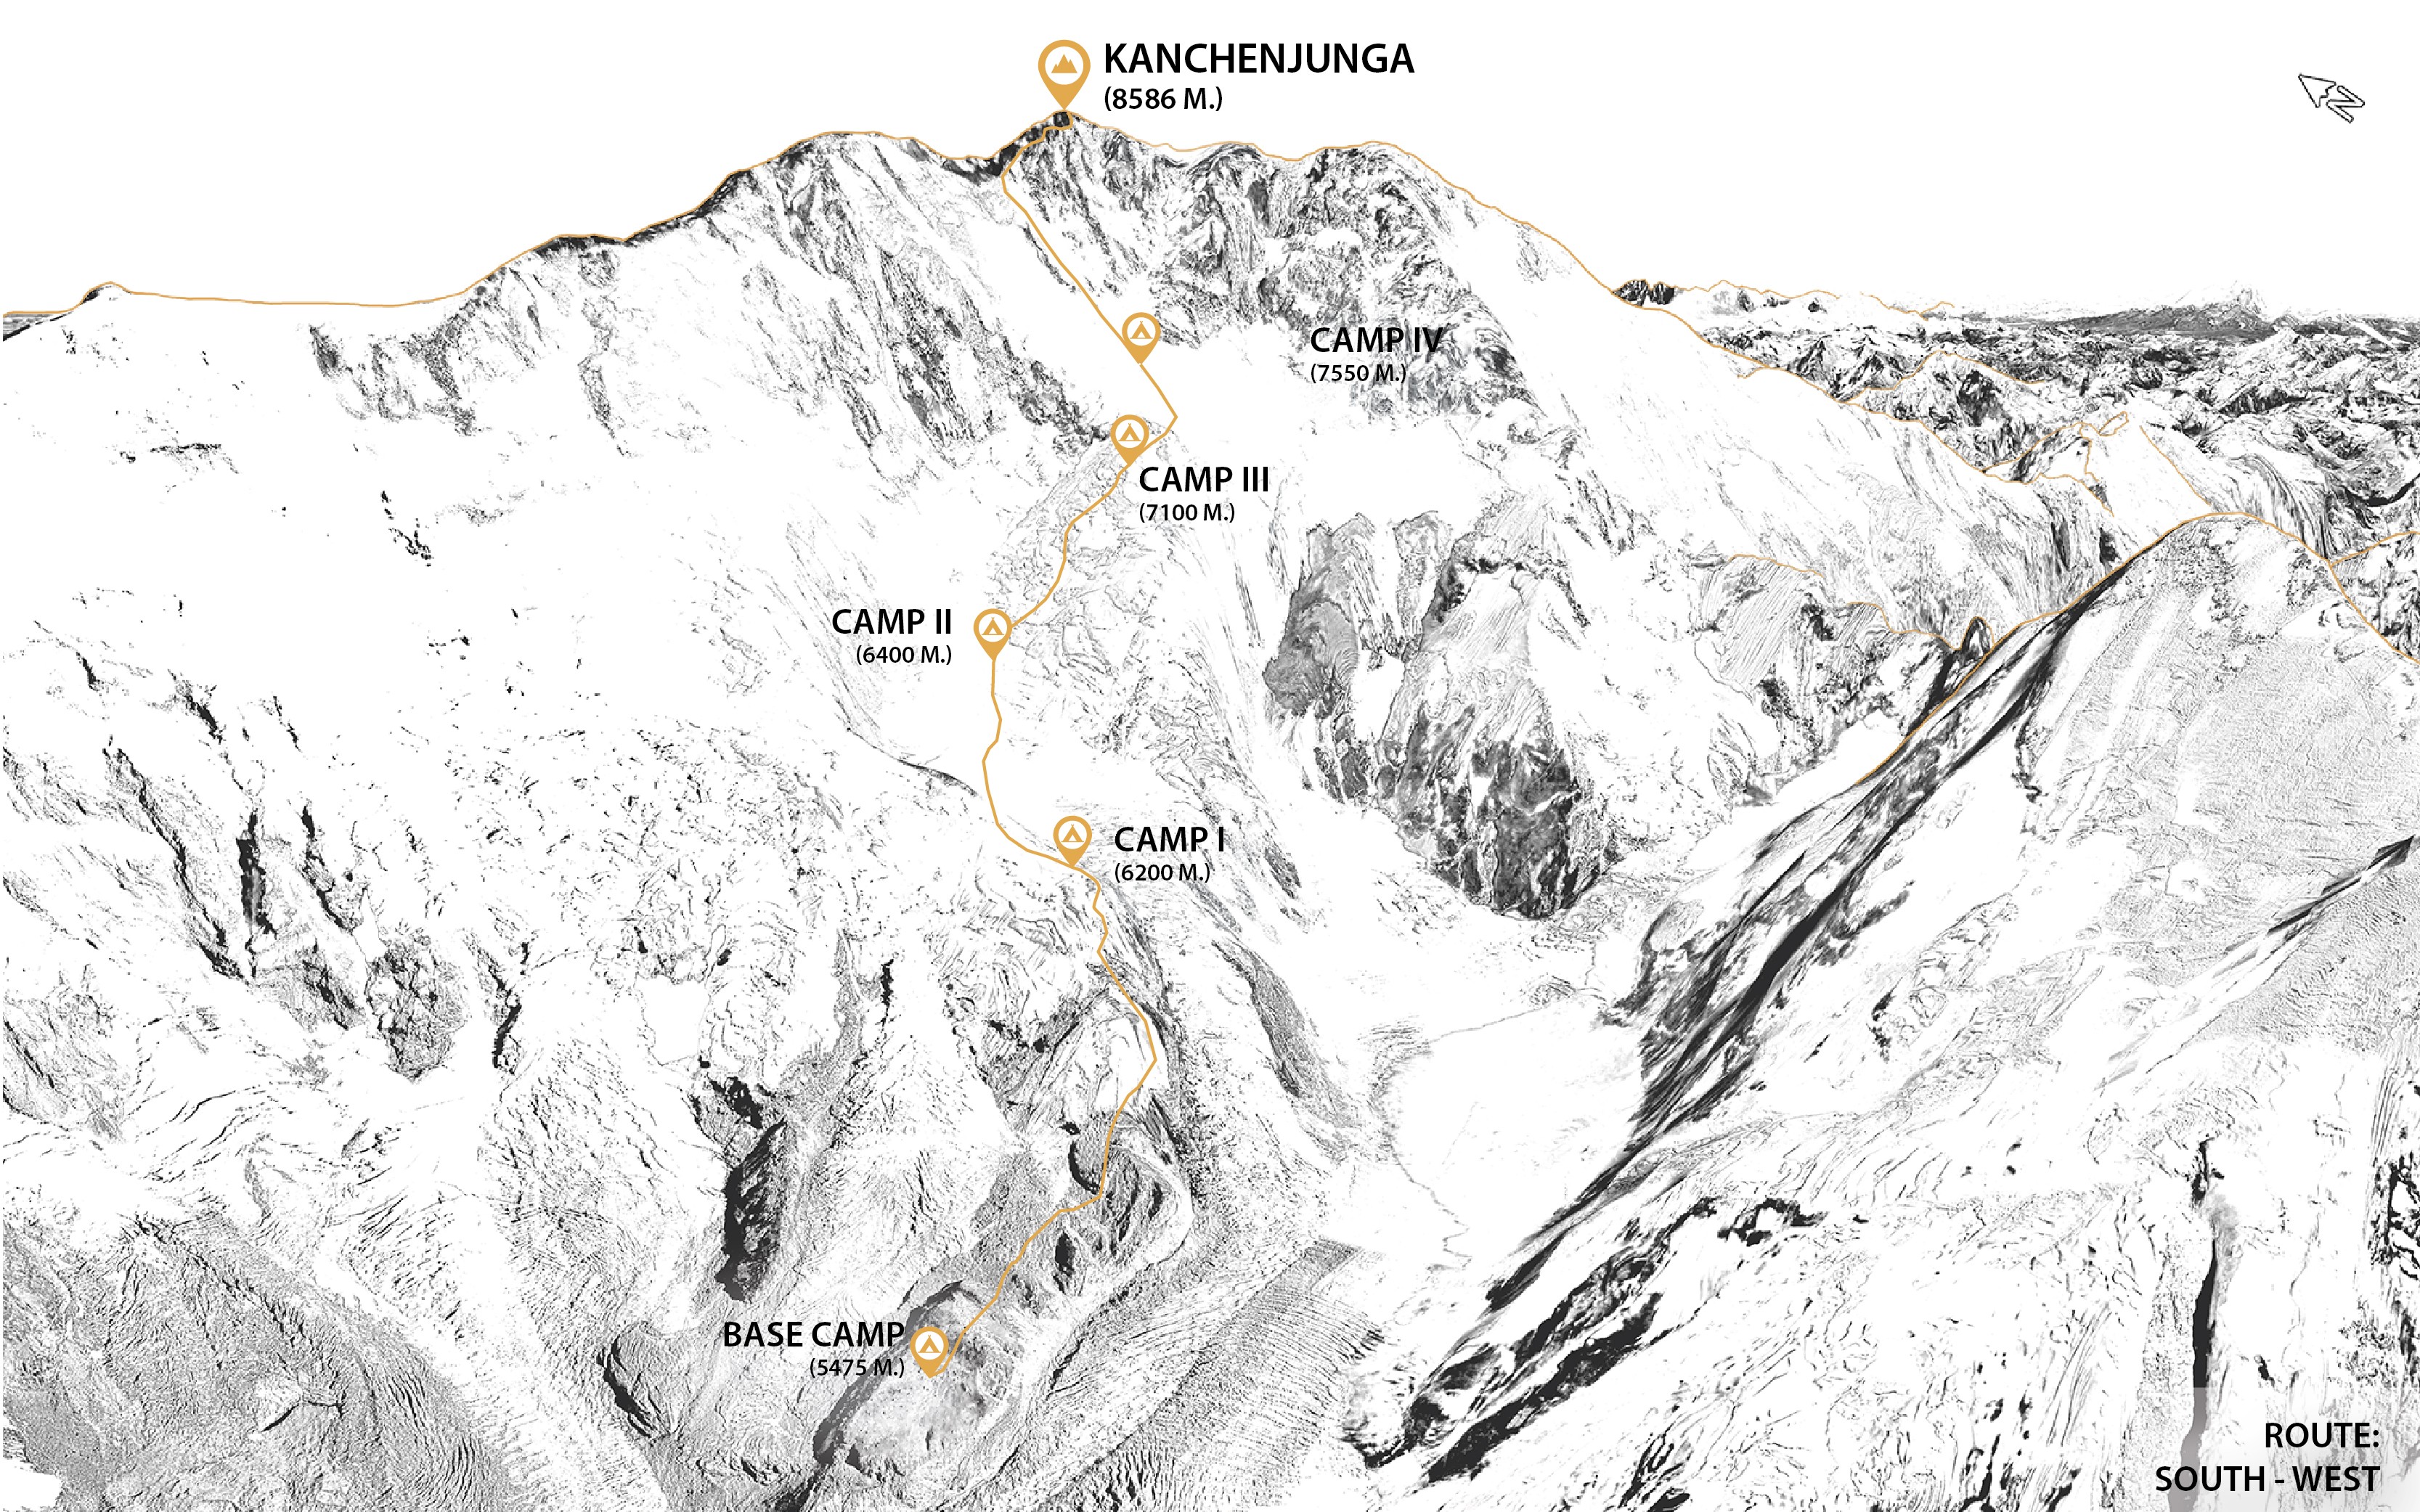 KANCHENJUNGA
(8586 M.)
N
CAMP IV
(7550 M.)
CAMP III
(7100 M.)
CAMP II
(6400 M.)
CAMP I
(6200 M.)
BASE CAMP
(5475 M.)
ROUTE:
SOUTH - WEST